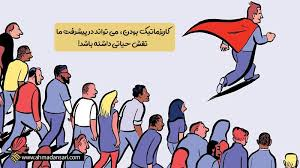 کاریزماتیک بودن، می تواند در پیشرفت ما
نقش حیاتی داشته باشد!
www.ahmadansari.com